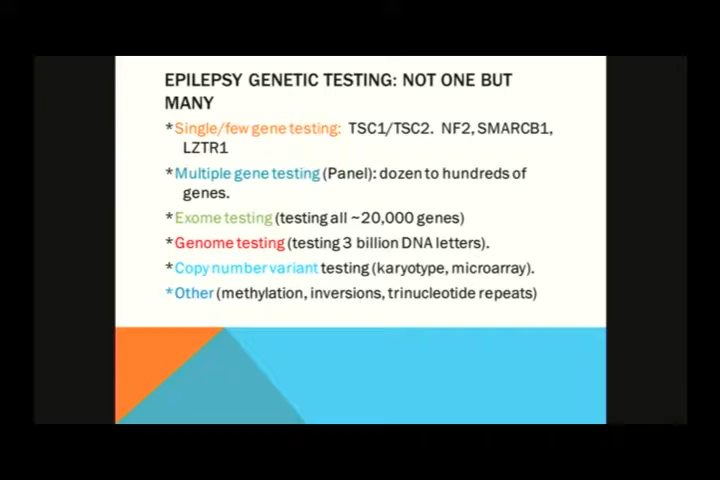 EPILEPSY GENETIC TESTING: NOT ONE BUT
MANY
*Single/few gene testing: TSC1/TSC2. NF2, SMARCB1,
LZTR1
*Multiple gene testing (Panel): dozen to hundreds of
genes.
*Exome testing (testing all ~20,000 genes)
*Genome testing (testing 3 billion DNA letters).
*Copy number variant testing (karyotype, microarray).
*Other (methylation, inversions, trinucleotide repeats)